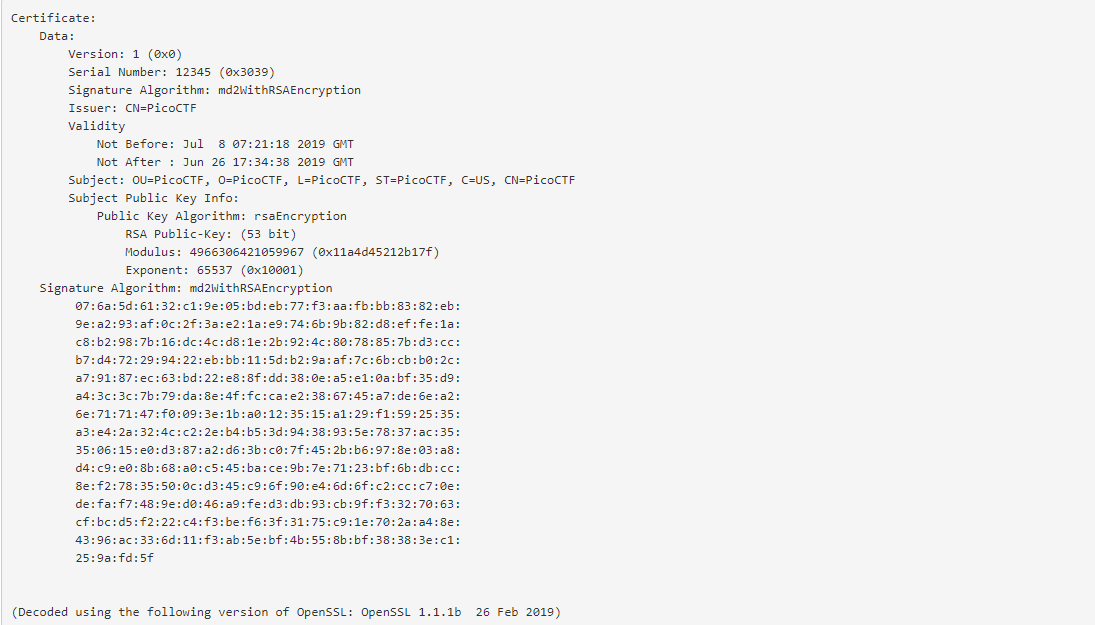 Certificate:
Data:
Version: 1 (0x0)
Serial Number: 12345 (0x3039)
Signature Algorithm: md2WithRSAEncryption
Issuer: CN=PicoCTF
Validity
Not Before: Jul  8 07:21:18 2019 GMT
Not After : Jun 26 17:34:38 2019 GMT
Subject: OU=PicoCTF, O=PicoCTF, L=PicoCTF, ST=PicoCTF, C=US, CN=PicoCTF
Subject Public Key Info:
Public Key Algorithm: rsaEncryption
RSA Public-Key: (53 bit)
Modulus: 4966306421059967 (0x11a4d45212b17f)
Exponent: 65537 (0x10001)
Signature Algorithm: md2WithRSAEncryption
07:6a:5d:61:32:c1:9e:05:bd:eb:77:f3:aa:fb:bb:83:82:eb:
9e:a2:93:af:0c:2f:3a:e2:1a:e9:74:6b:9b:82:d8:ef:fe:1a:
c8:b2:98:7b:16:dc:4c:d8:1e:2b:92:4c:80:78:85:7b:d3:cc:
b7:d4:72:29:94:22:eb:bb:11:5d:b2:9a:af:7c:6b:cb:b0:2c:
a7:91:87:ec:63:bd:22:e8:8f:dd:38:0e:a5:e1:0a:bf:35:d9:
a4:3c:3c:7b:79:da:8e:4f:fc:ca:e2:38:67:45:a7:de:6e:a2:
6e:71:71:47:f0:09:3e:1b:a0:12:35:15:a1:29:f1:59:25:35:
a3:e4:2a:32:4c:c2:2e:b4:b5:3d:94:38:93:5e:78:37:ac:35:
35:06:15:e0:d3:87:a2:d6:3b:c0:7f:45:2b:b6:97:8e:03:a8:
d4:c9:e0:8b:68:a0:c5:45:ba:ce:9b:7e:71:23:bf:6b:db:cc:
8e:f2:78:35:50:0c:d3:45:c9:6f:90:e4:6d:6f:c2:cc:c7:0e:
de:fa:f7:48:9e:d0:46:a9:fe:d3:db:93:cb:9f:f3:32:70:63:
cf:bc:d5:f2:22:c4:f3:be:f6:3f:31:75:c9:1e:70:2a:a4:8e:
43:96:ac:33:6d:11:f3:ab:5e:bf:4b:55:8b:bf:38:38:3e:c1:
25:9a:fd:5f
(Decoded using the following version of OpenSSL: OpenSSL 1.1.1b  26 Feb 2019)